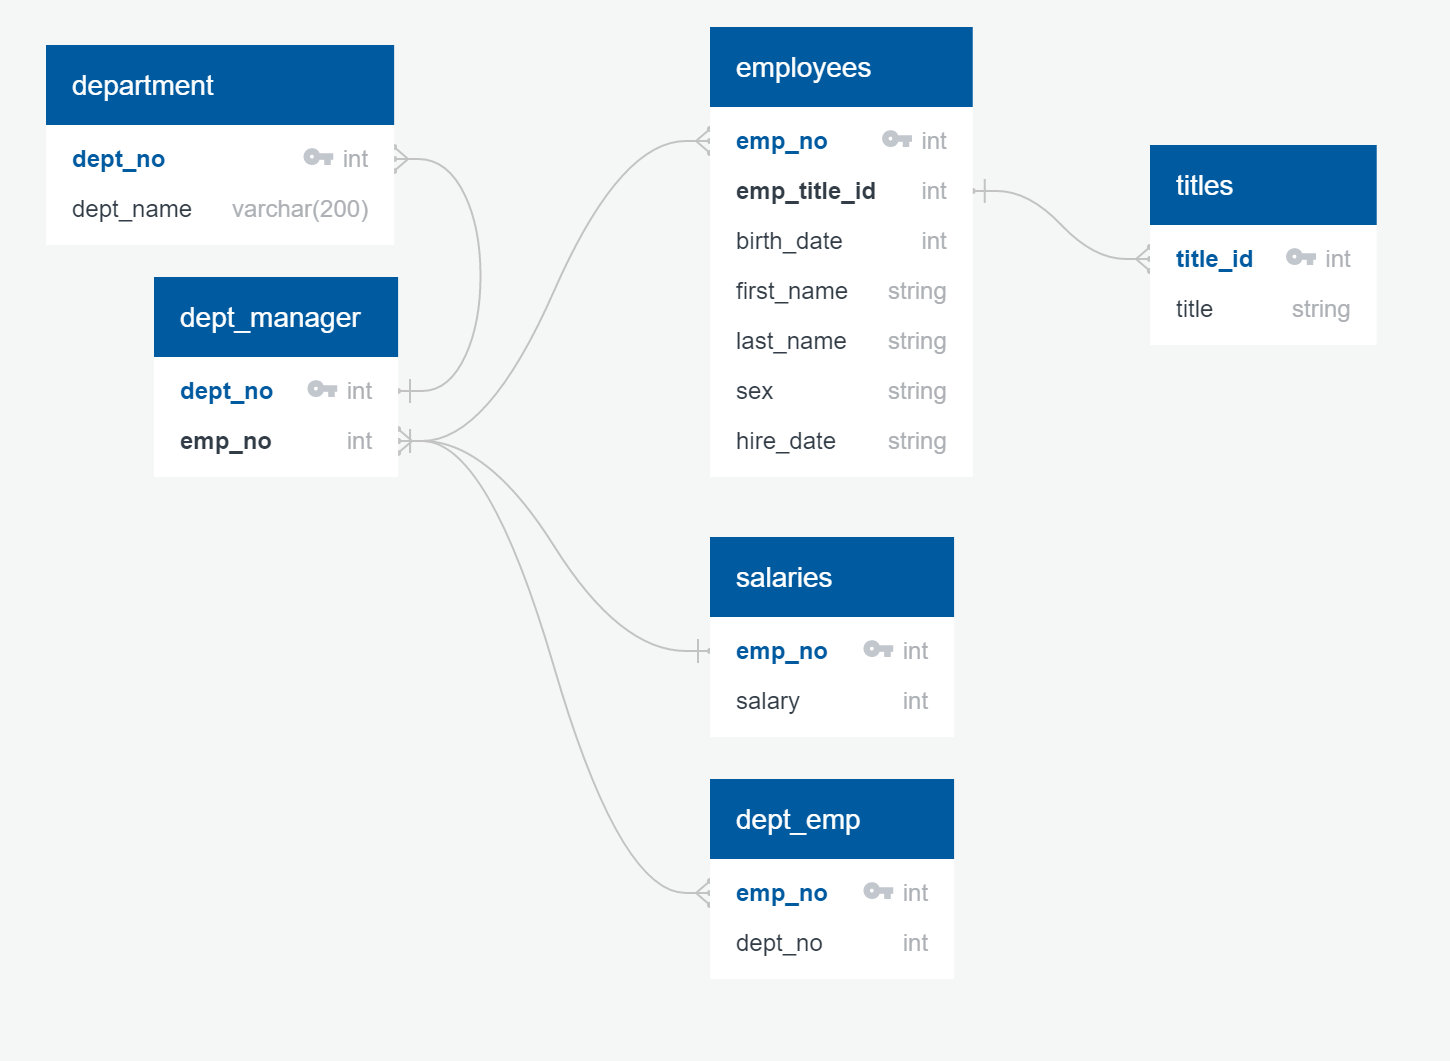 department
dept_no int
dept_name varchar(200)
dept_manager
dept_no int
emp_no int
employees
emp_no int
emp_title_id int
birth_date int
first_name string
last_name string
sex string
hire_date string
titles
title_id int
title string
salaries
emp_no int
salary int
dept_emp
emp_no int
dept_no int